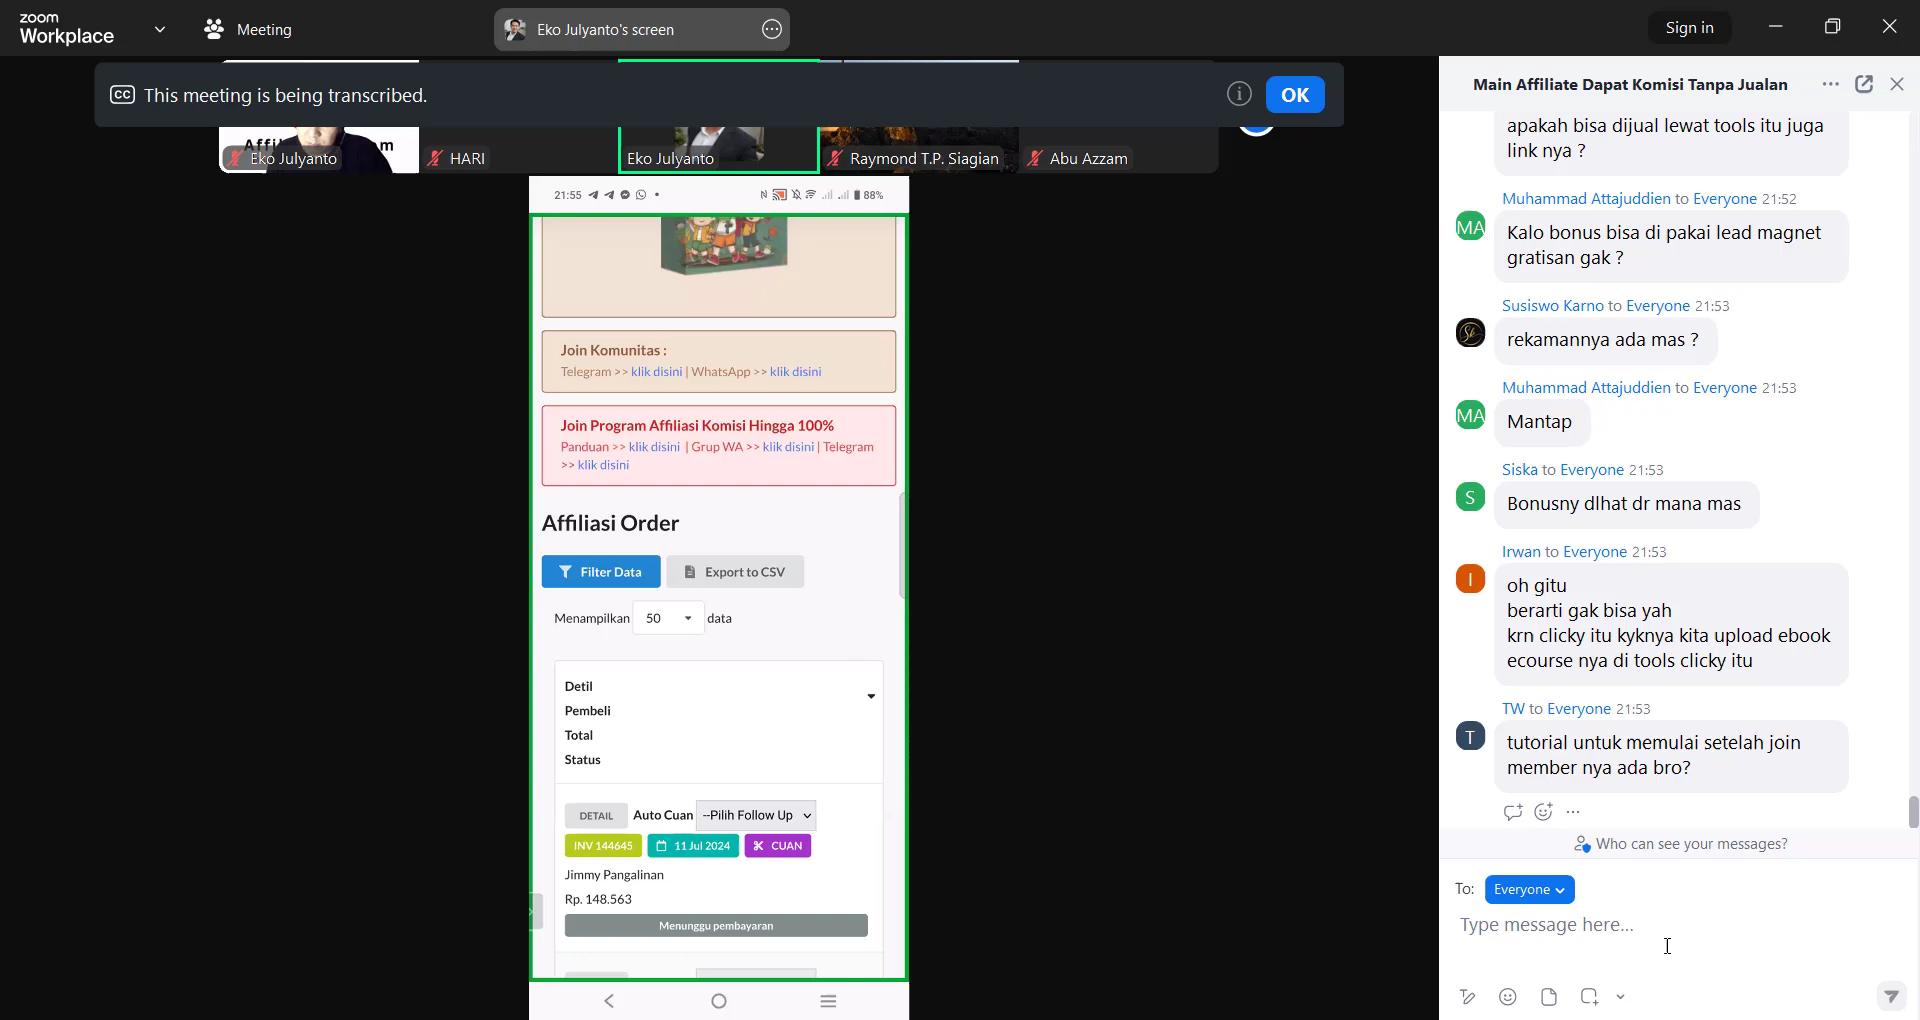 zoom
Workplace
Meeting
Eko Julyanto's screen
Sign in
CC This meeting is being transcribed.
OK
Eko Julyanto
HARI
Eko Julyanto
Raymond T.P. Siagian
Abu Azzam
21:55
88%
Join Komunitas :
Telegram >> klik disini | WhatsApp >> klik disini
Join Program Affiliasi Komisi Hingga 100%
Panduan >> klik disini | Grup WA >> klik disini | Telegram
>> klik disini
Affiliasi Order
Filter Data
Export to CSV
Menampilkan 50 data
Detil
Pembeli
Total
Status
DETAIL Auto Cuan --Pilih Follow Up
INV 144645 11 Jul 2024 CUAN
Jimmy Pangalinan
Rp. 148.563
Menunggu pembayaran
Main Affiliate Dapat Komisi Tanpa Jualan
apakah bisa dijual lewat tools itu juga
link nya ?
Muhammad Attajuddien to Everyone 21:52
MA
Kalo bonus bisa di pakai lead magnet
gratisan gak ?
Susiswo Karno to Everyone 21:53
rekamannya ada mas ?
Muhammad Attajuddien to Everyone 21:53
MA
Mantap
Siska to Everyone 21:53
S
Bonusny dlhat dr mana mas
Irwan to Everyone 21:53
I
oh gitu
berarti gak bisa yah
krn clicky itu kyknya kita upload ebook
ecourse nya di tools clicky itu
TW to Everyone 21:53
T
tutorial untuk memulai setelah join
member nya ada bro?
Who can see your messages?
To: Everyone
Type message here...